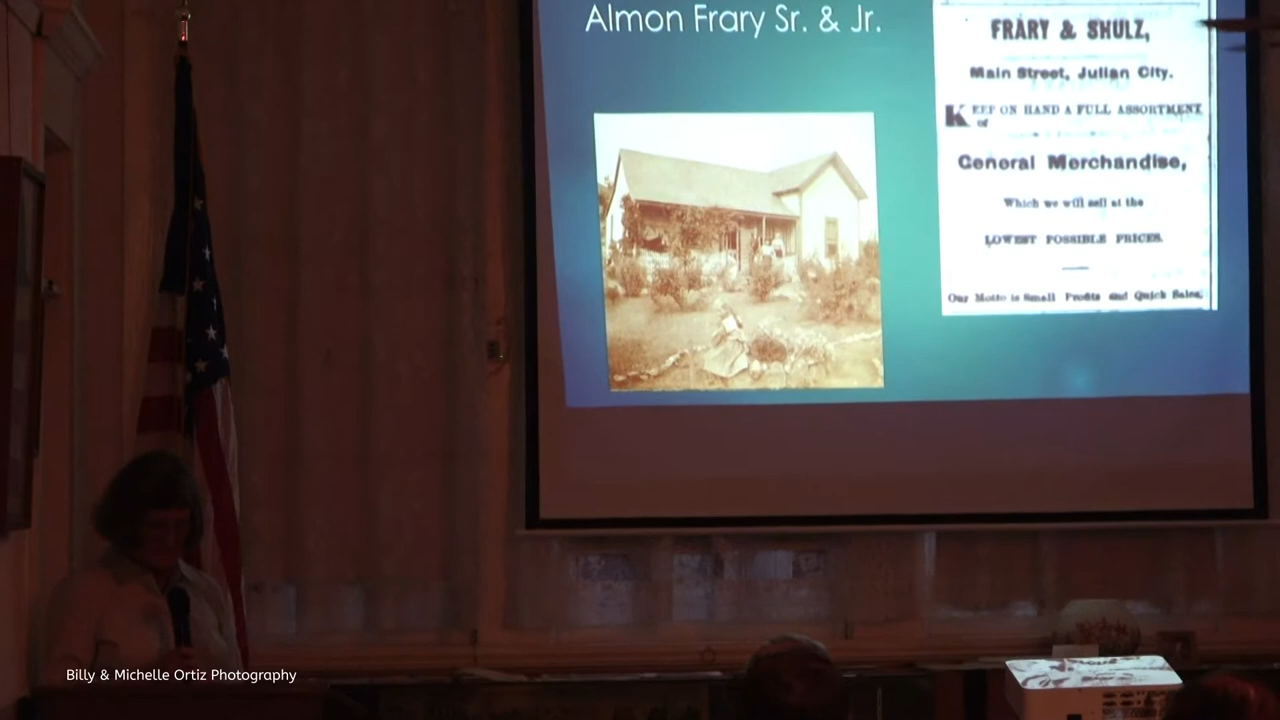 Almon Frary Sr. & Jr.
FRARY & SHULZ,
Main Street, Julian City.
KEEP ON HAND A FULL ASSORTMENT
of
General Merchandise,
Which we will sell at the
LOWEST POSSIBLE PRICES.
Our Motto is Small Profits and Quick Sales,
Billy & Michelle Ortiz Photography